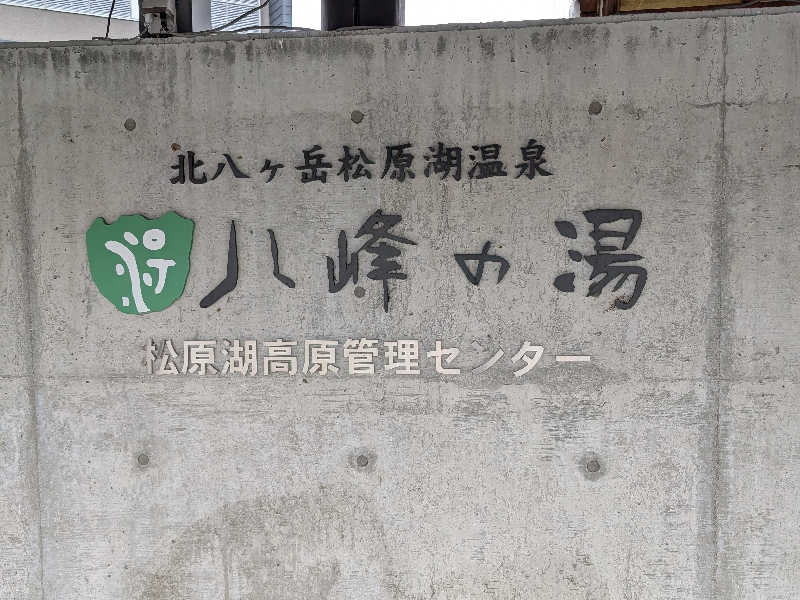 北八ヶ岳松原湖温泉
八峰の湯
松原湖高原管理センター